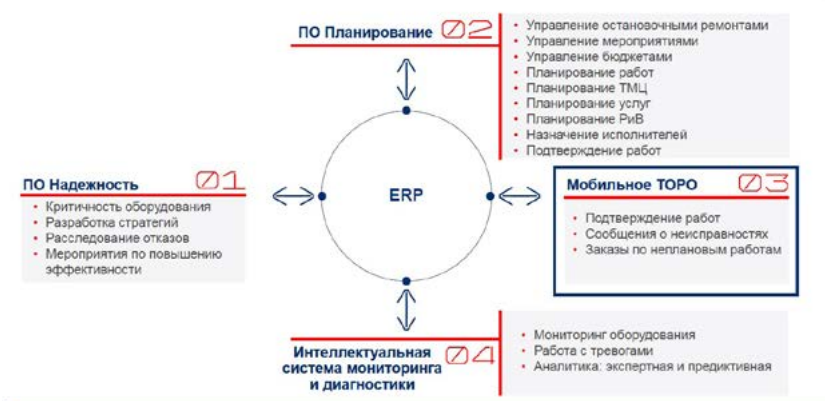 ПО Планирование 02
• Управление остановочными ремонтами
• Управление мероприятиями
• Управление бюджетами
• Планирование работ
• Планирование ТМЦ
• Планирование услуг
• Планирование РиВ
• Назначение исполнителей
• Подтверждение работ
ПО Надежность 01
• Критичность оборудования
• Разработка стратегий
• Расследование отказов
• Мероприятия по повышению
эффективности
ERP
Мобильное ТОРО 03
• Подтверждение работ
• Сообщения о неисправностях
• Заказы по неплановым работам
Интеллектуальная
система мониторинга
и диагностики
04
• Мониторинг оборудования
• Работа с тревогами
• Аналитика: экспертная и предиктивная